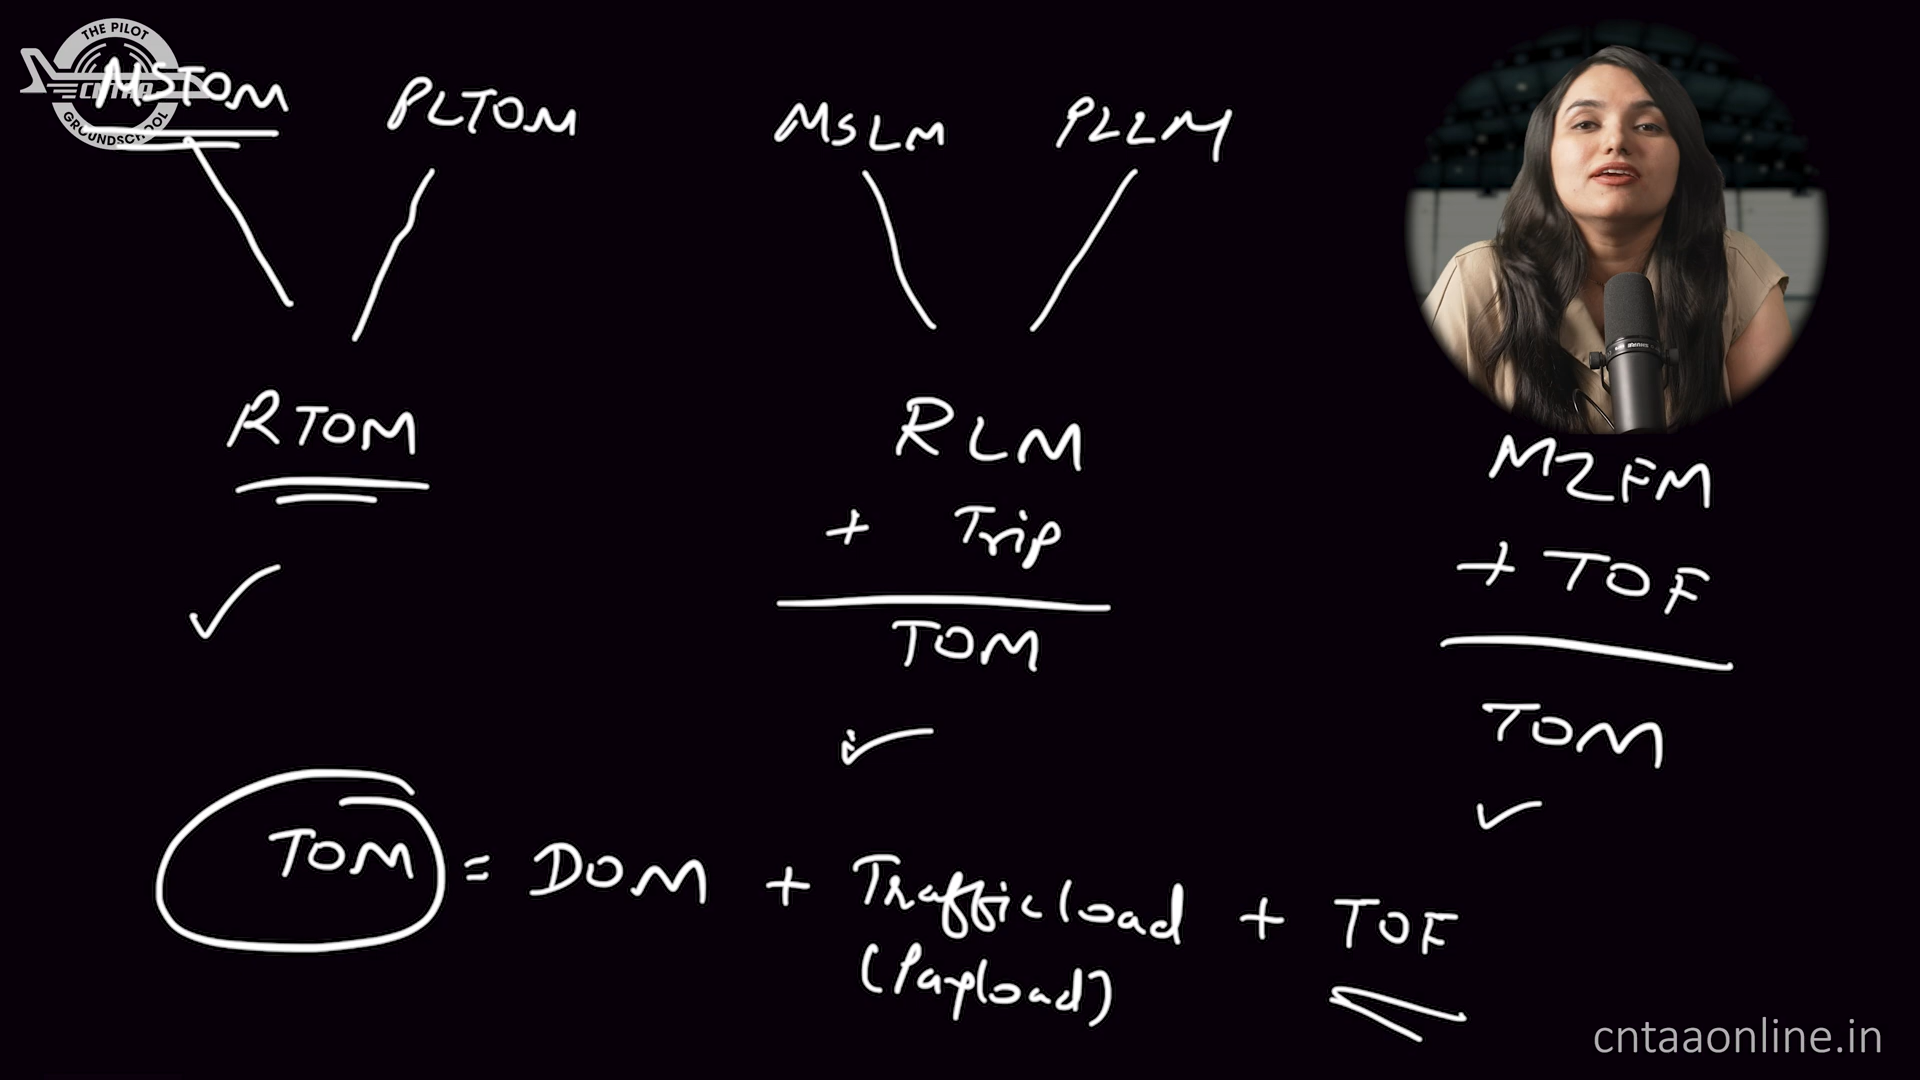 THE PILOT
CNTAA
GROUNDSCHOOL
MSTOM PLTOM MSLM PLLM
RTOM RLM MZFM
+ Trip + TOF
TOM TOM
TOM = DOM + Trafficload + TOF
(Payload)
cntaaonline.in